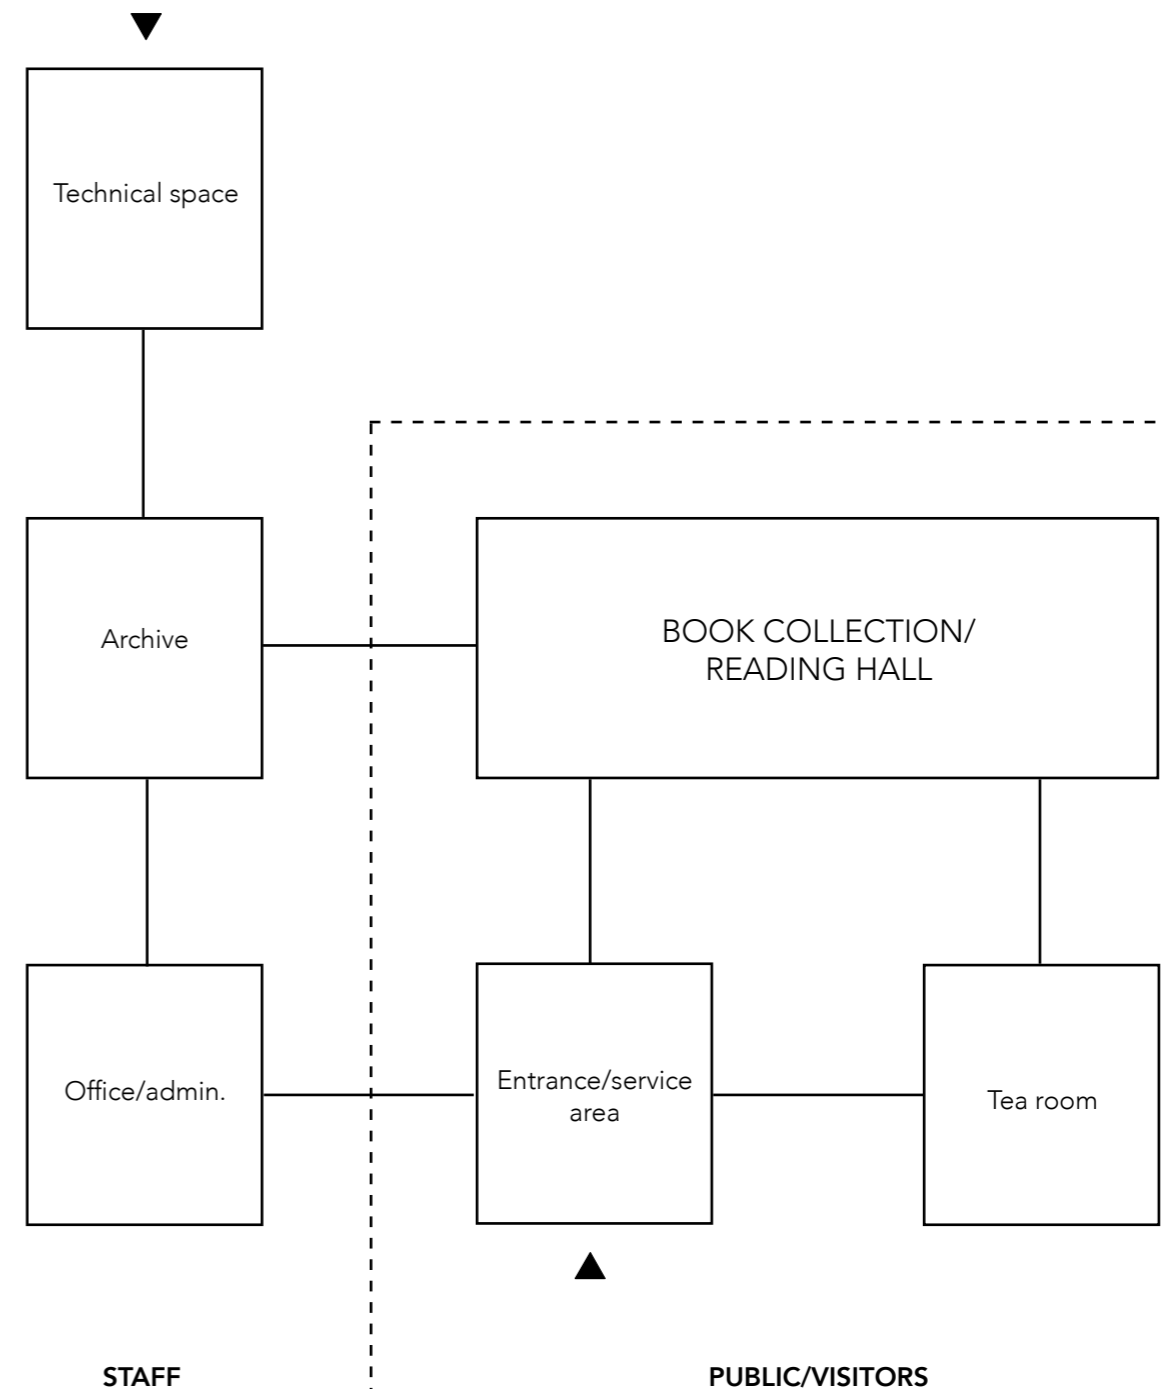 Technical space
Archive
BOOK COLLECTION/
READING HALL
Office/admin.
Entrance/service
area
Tea room
STAFF
PUBLIC/VISITORS